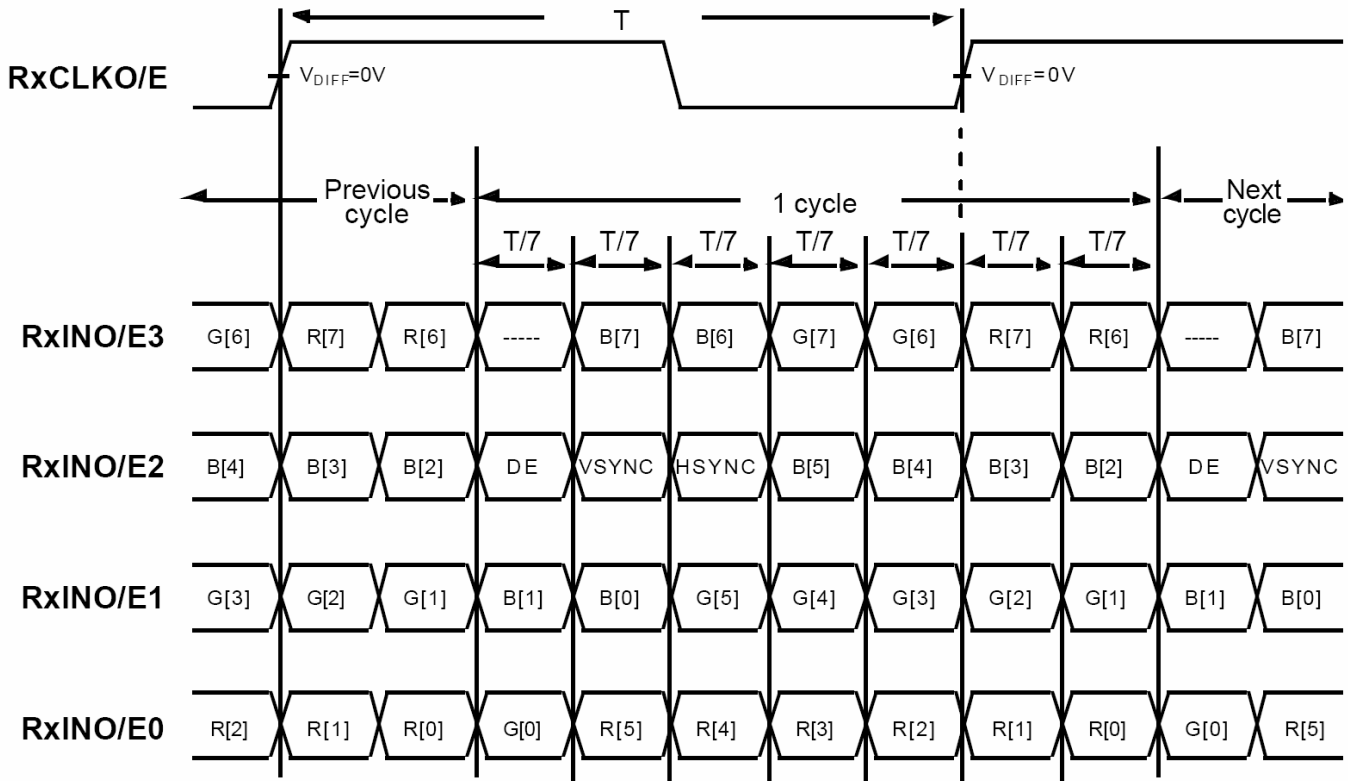 T
RxCLKO/E
VDIFF=0V
VDIFF=0V
Previous cycle
1 cycle
Next cycle
T/7 T/7 T/7 T/7 T/7 T/7 T/7
RxINO/E3 G[6] R[7] R[6] ----- B[7] B[6] G[7] G[6] R[7] R[6] ----- B[7]
RxINO/E2 B[4] B[3] B[2] DE VSYNC HSYNC B[5] B[4] B[3] B[2] DE VSYNC
RxINO/E1 G[3] G[2] G[1] B[1] B[0] G[5] G[4] G[3] G[2] G[1] B[1] B[0]
RxINO/E0 R[2] R[1] R[0] G[0] R[5] R[4] R[3] R[2] R[1] R[0] G[0] R[5]